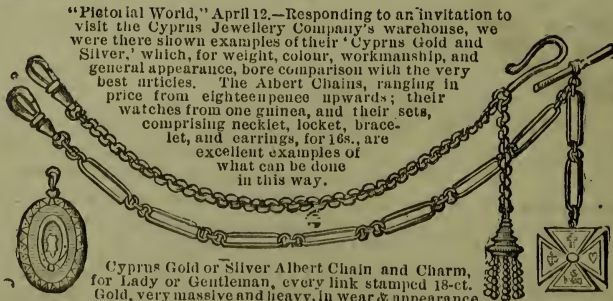 "Pictorial World," April 12.—Responding to an invitation to
visit the Cyprus Jewellery Company's warehouse, we
were there shown examples of their 'Cyprus Gold and
Silver.' which, for weight, colour, workmanship, and
general appearance, bore comparison with the very
best articles. The Albert Chains, ranging in
price from eighteenpence upwards; their
watches from one guinea, and their sets,
comprising necklet, locket, brace-
let, and earrings, for 16s., are
excellent examples of
what can be done
in this way.
Cyprus Gold or Silver Albert Chain and Charm,
for Lady or Gentleman, every link stamped 18-ct.
Gold, very massive and heavy, in wear & appearance